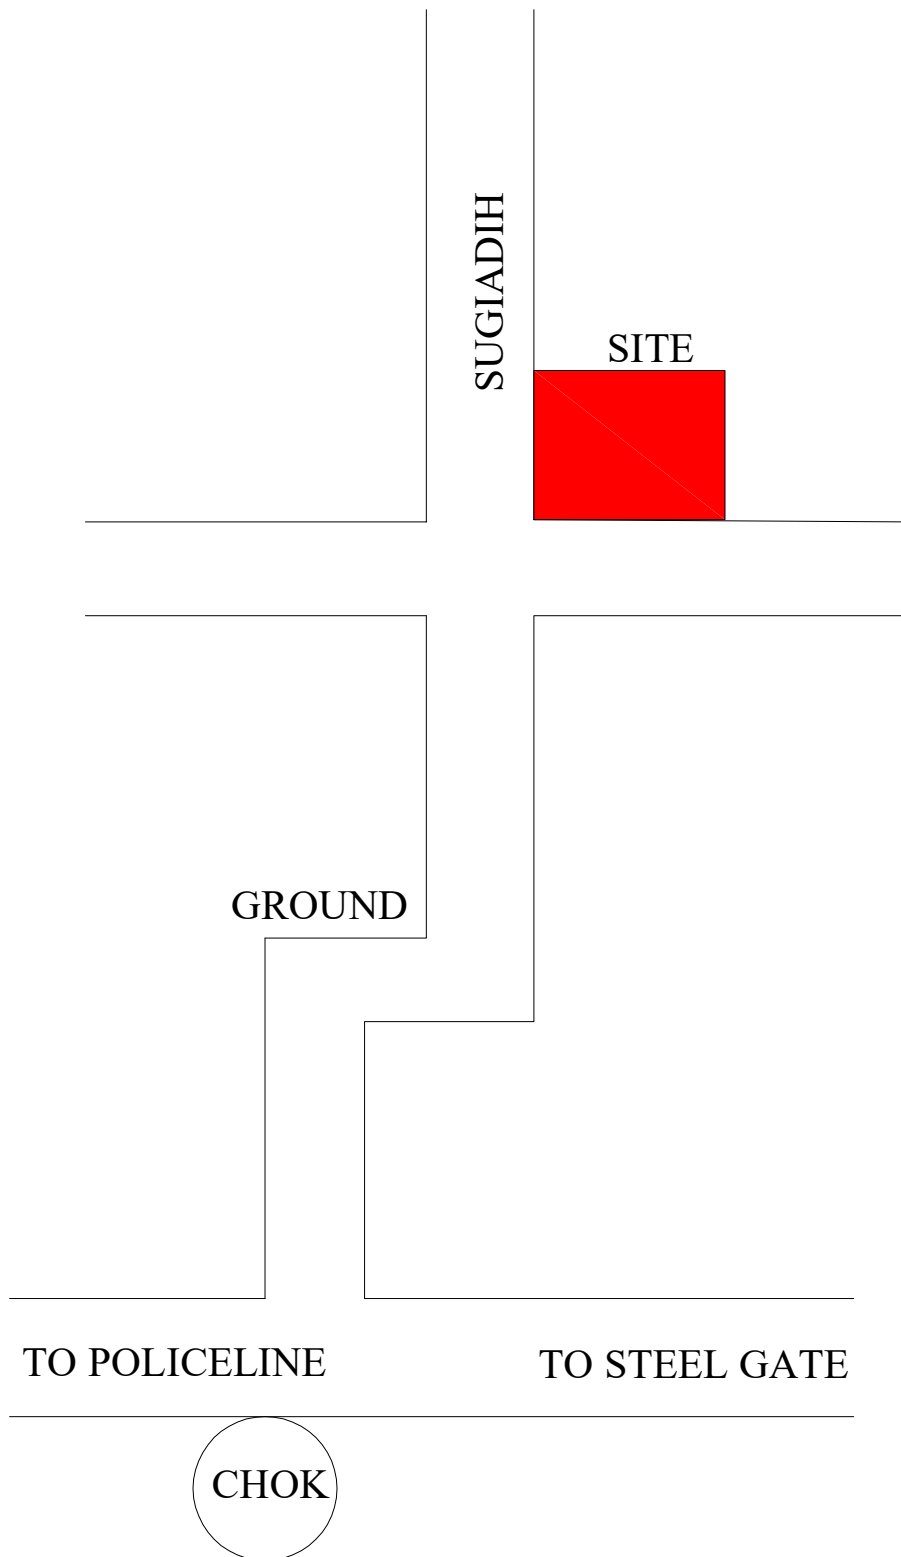 SUGIADIH
SITE
GROUND
TO POLICELINE
TO STEEL GATE
CHOK